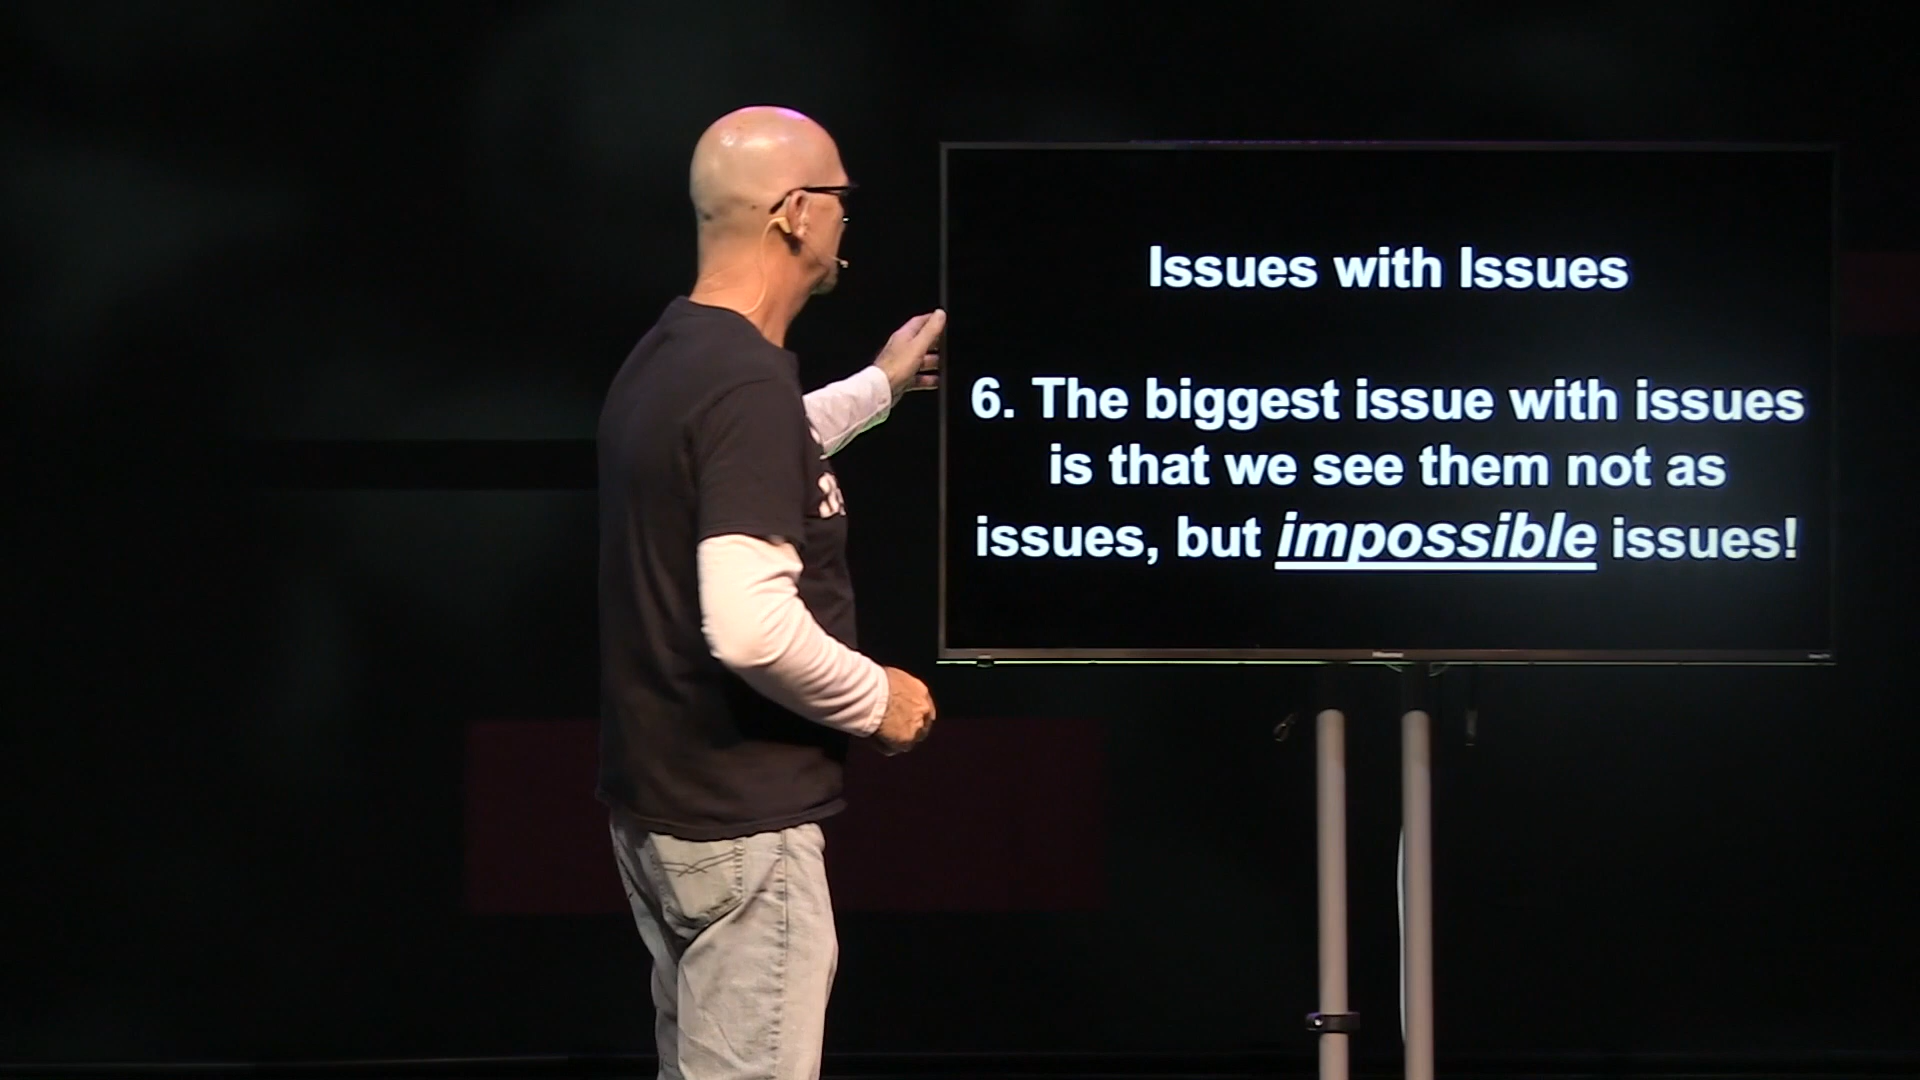 Issues with Issues
6. The biggest issue with issues
is that we see them not as
issues, but impossible issues!
Hisense